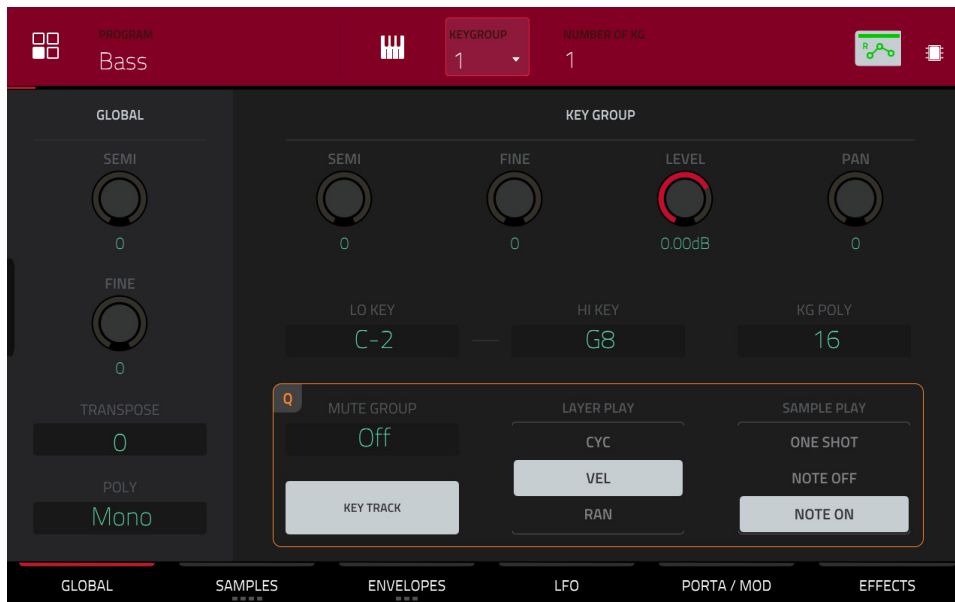 PROGRAM
Bass
KEYGROUP
1
NUMBER OF KG
1
R
GLOBAL
KEY GROUP
SEMI
0
FINE
0
TRANSPOSE
0
POLY
Mono
SEMI FINE LEVEL PAN
0 0 0.00dB 0
LO KEY HI KEY KG POLY
C-2 — G8 16
Q
MUTE GROUP
Off
KEY TRACK
LAYER PLAY
CYC
VEL
RAN
SAMPLE PLAY
ONE SHOT
NOTE OFF
NOTE ON
GLOBAL SAMPLES ENVELOPES LFO PORTA / MOD EFFECTS